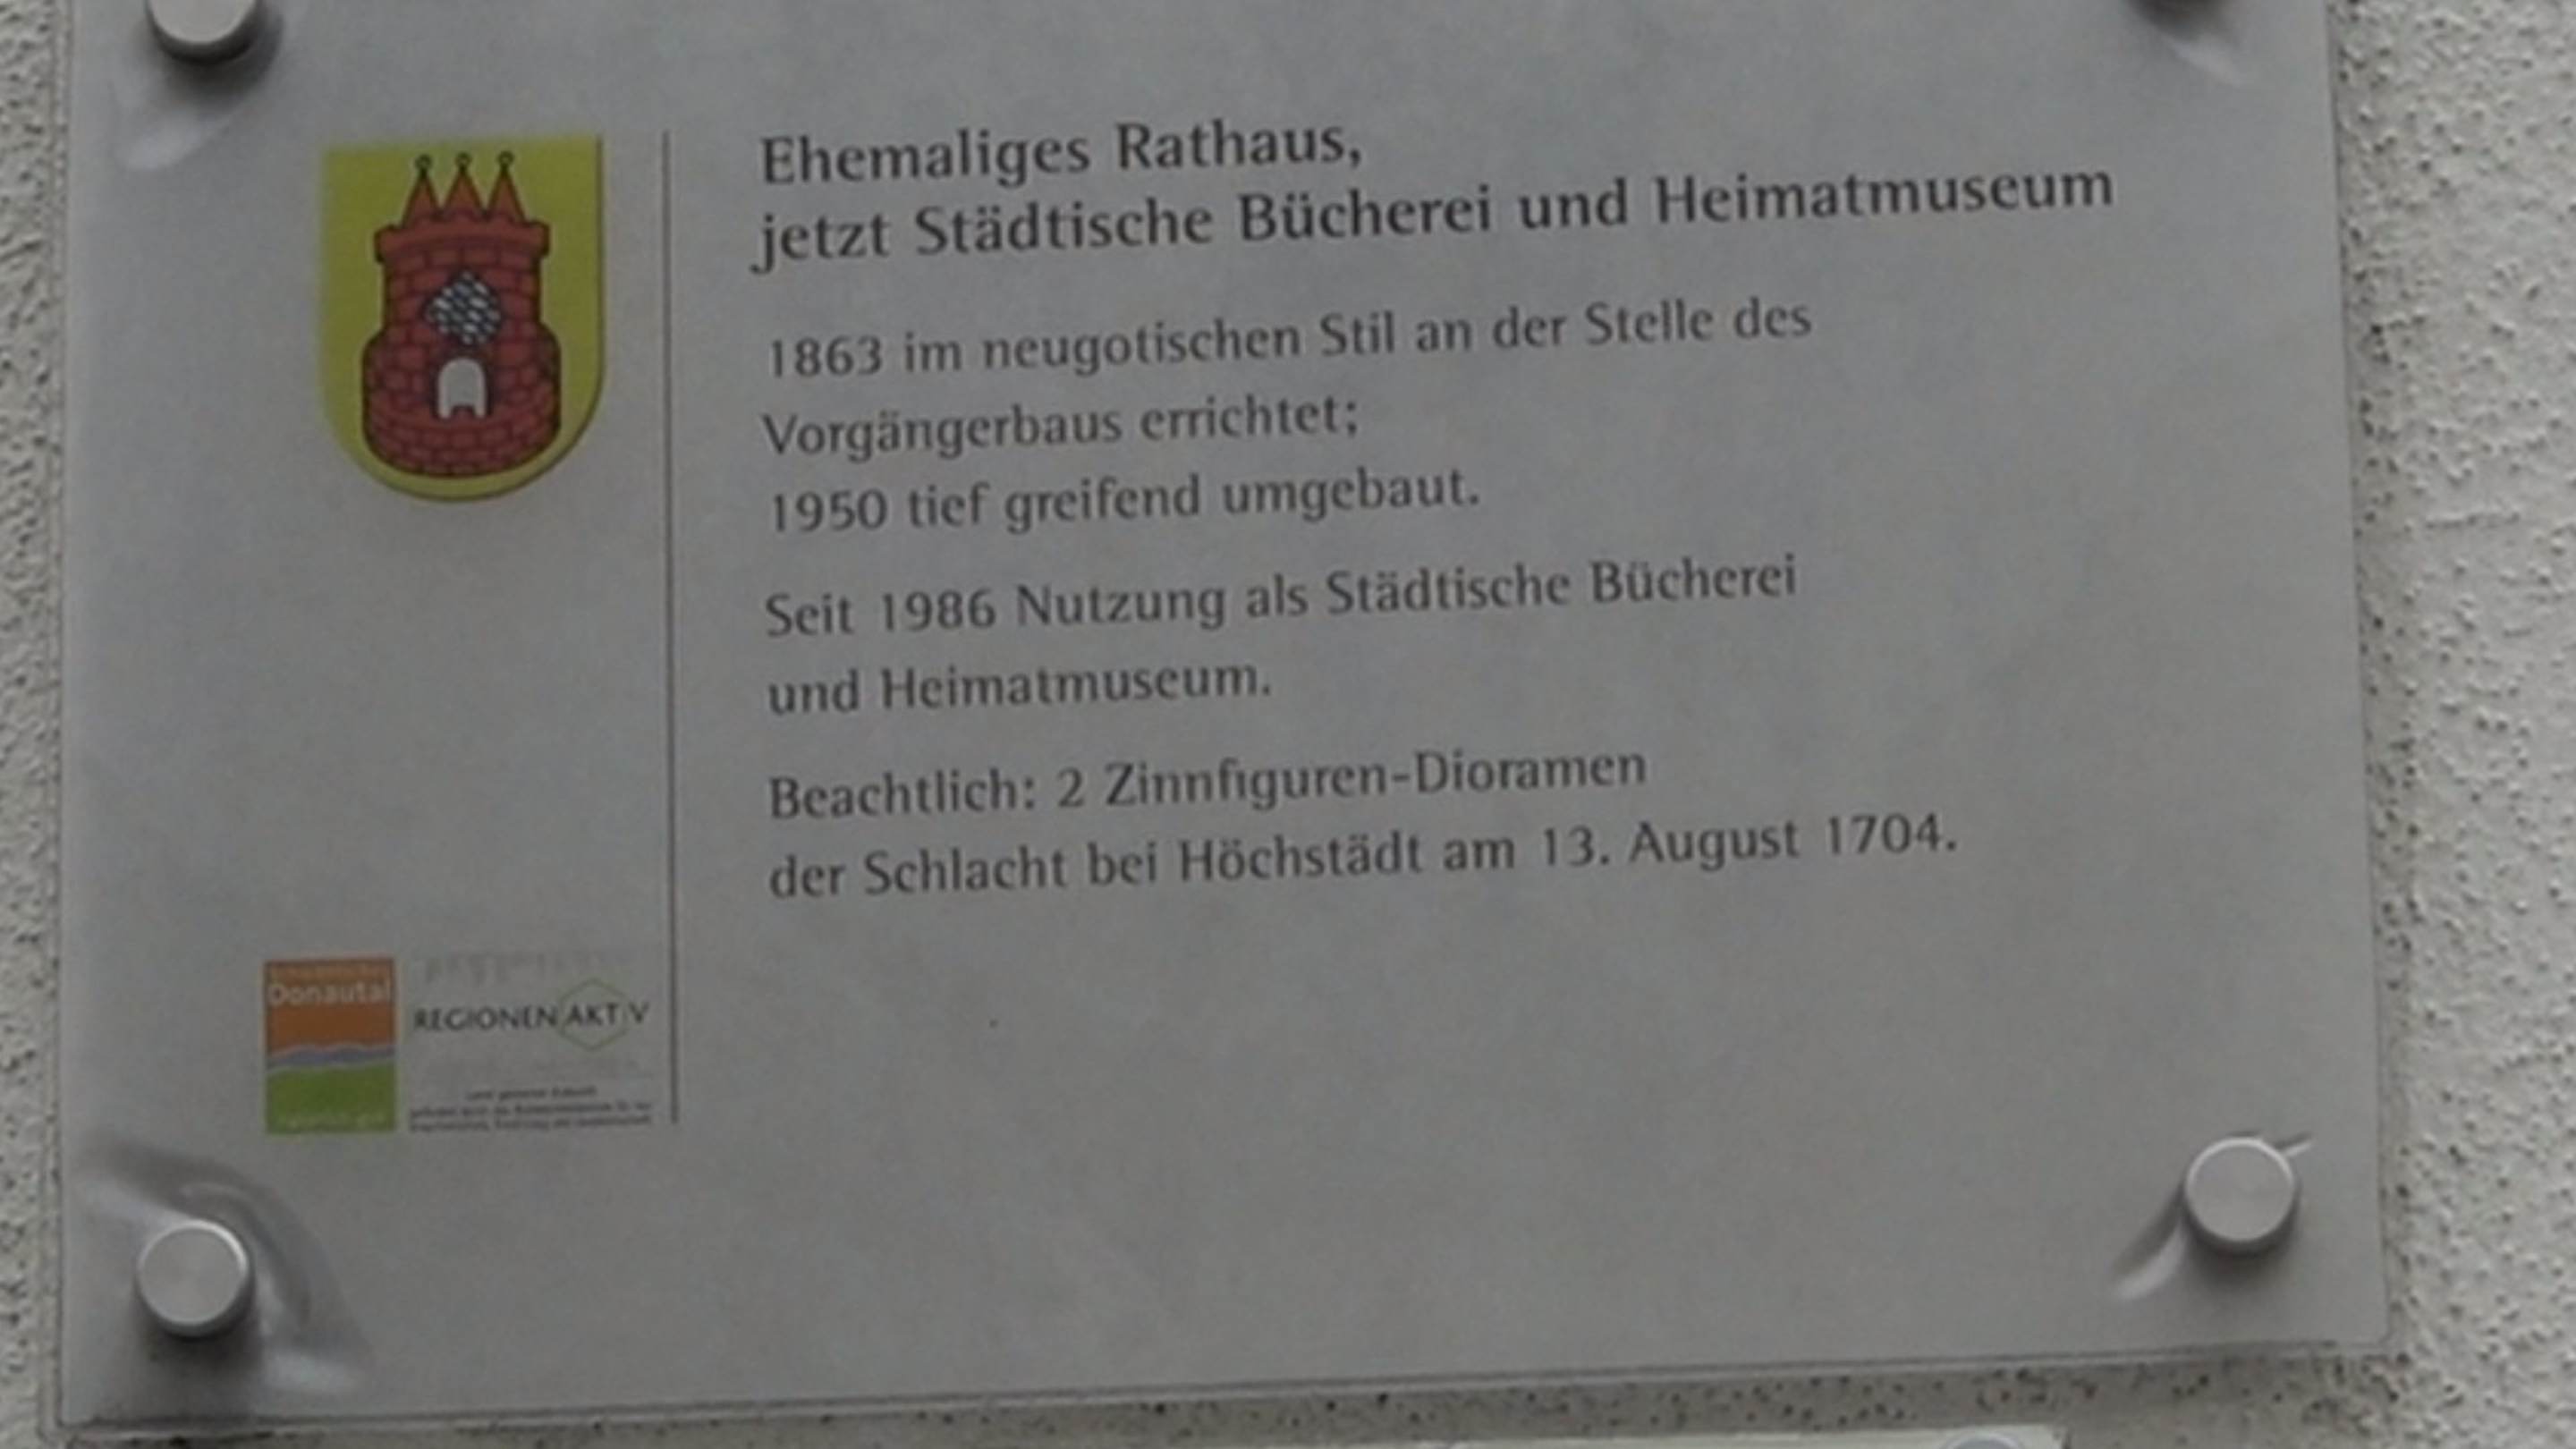 Ehemaliges Rathaus,
jetzt Städtische Bücherei und Heimatmuseum
1863 im neugotischen Stil an der Stelle des
Vorgängerbaus errichtet;
1950 tief greifend umgebaut.
Seit 1986 Nutzung als Städtische Bücherei
und Heimatmuseum.
Beachtlich: 2 Zinnfiguren-Dioramen
der Schlacht bei Höchstädt am 13. August 1704.
Donautal
REGIONEN AKTIV